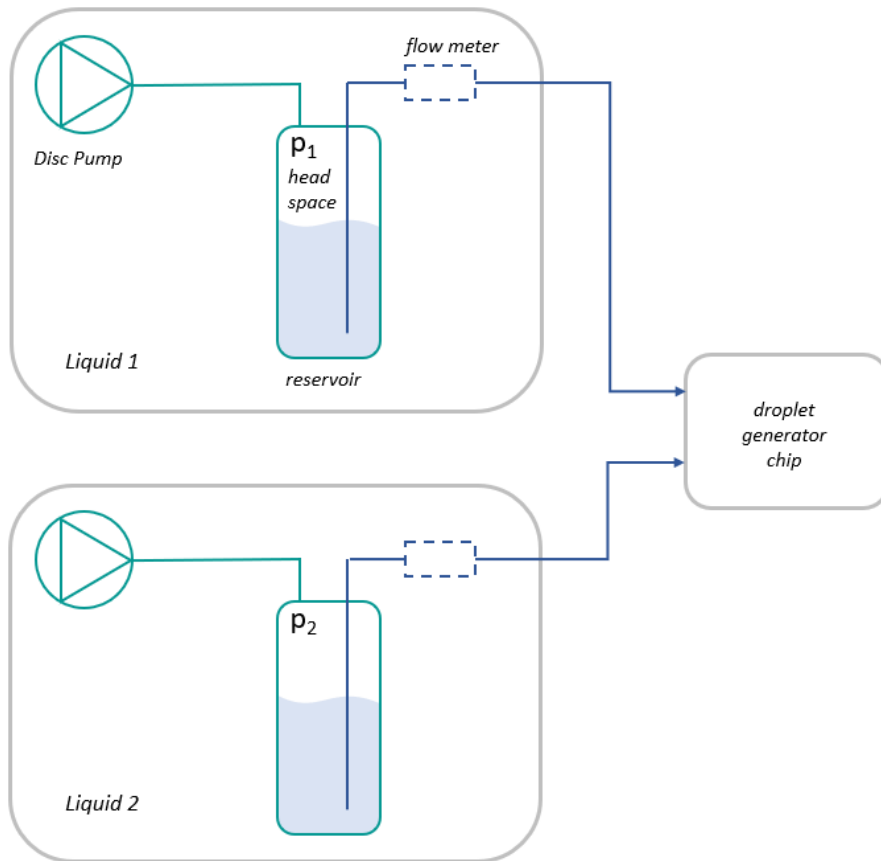 flow meter
Disc Pump
p₁
head
space
Liquid 1
reservoir
droplet
generator
chip
p₂
Liquid 2